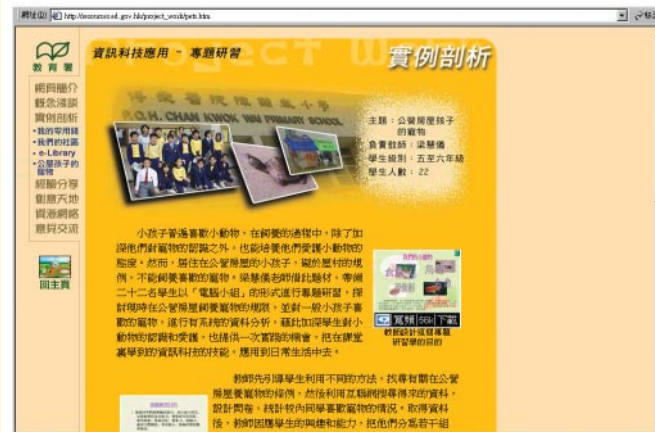 網址(D) http://resources.ed.gov.hk/project_work/pets.htm
教育署
資訊科技應用 - 專題研習
實例剖析
網頁簡介
概念淺談
實例剖析
•我的零用錢
•我們的社區
•e-Library
•公屋孩子的
寵物
經驗分享
創意天地
資源網絡
意見交流
回主頁
P.O.H. CHAN KWOK WAI PRIMARY SCHOOL
主題：公營房屋孩子
的寵物
負責教師：梁慧儀
學生級別：五至六年級
學生人數：22
小孩子普遍喜歡小動物，在飼養的過程中，除了加
深他們對寵物的認識之外，也能培養他們愛護小動物的
態度。然而，居住在公營房屋的小孩子，礙於屋村的規
例，不能飼養喜歡的寵物。梁慧儀老師借此題材，帶領
二十二名學生以「電腦小組」的形式進行專題研習，探
討現時在公營房屋飼養寵物的規限，並對一般小孩子喜
歡的寵物，進行有系統的資料分析，藉此加深學生對小
動物的認識和愛護，也提供一次實踐的機會，把在課堂
裏學到的資訊科技的技能，應用到日常生活中去。
寬頻 56k 下載
教師設計這個專題
研習學的目的
教師先引導學生利用不同的方法，找尋有關在公營
房屋養寵物的條例，然後利用互聯網搜尋得來的資料，
設計問卷，統計校內同學喜歡寵物的情況。取得資料
後，教師因應學生的興趣和能力，把他們分為若干組